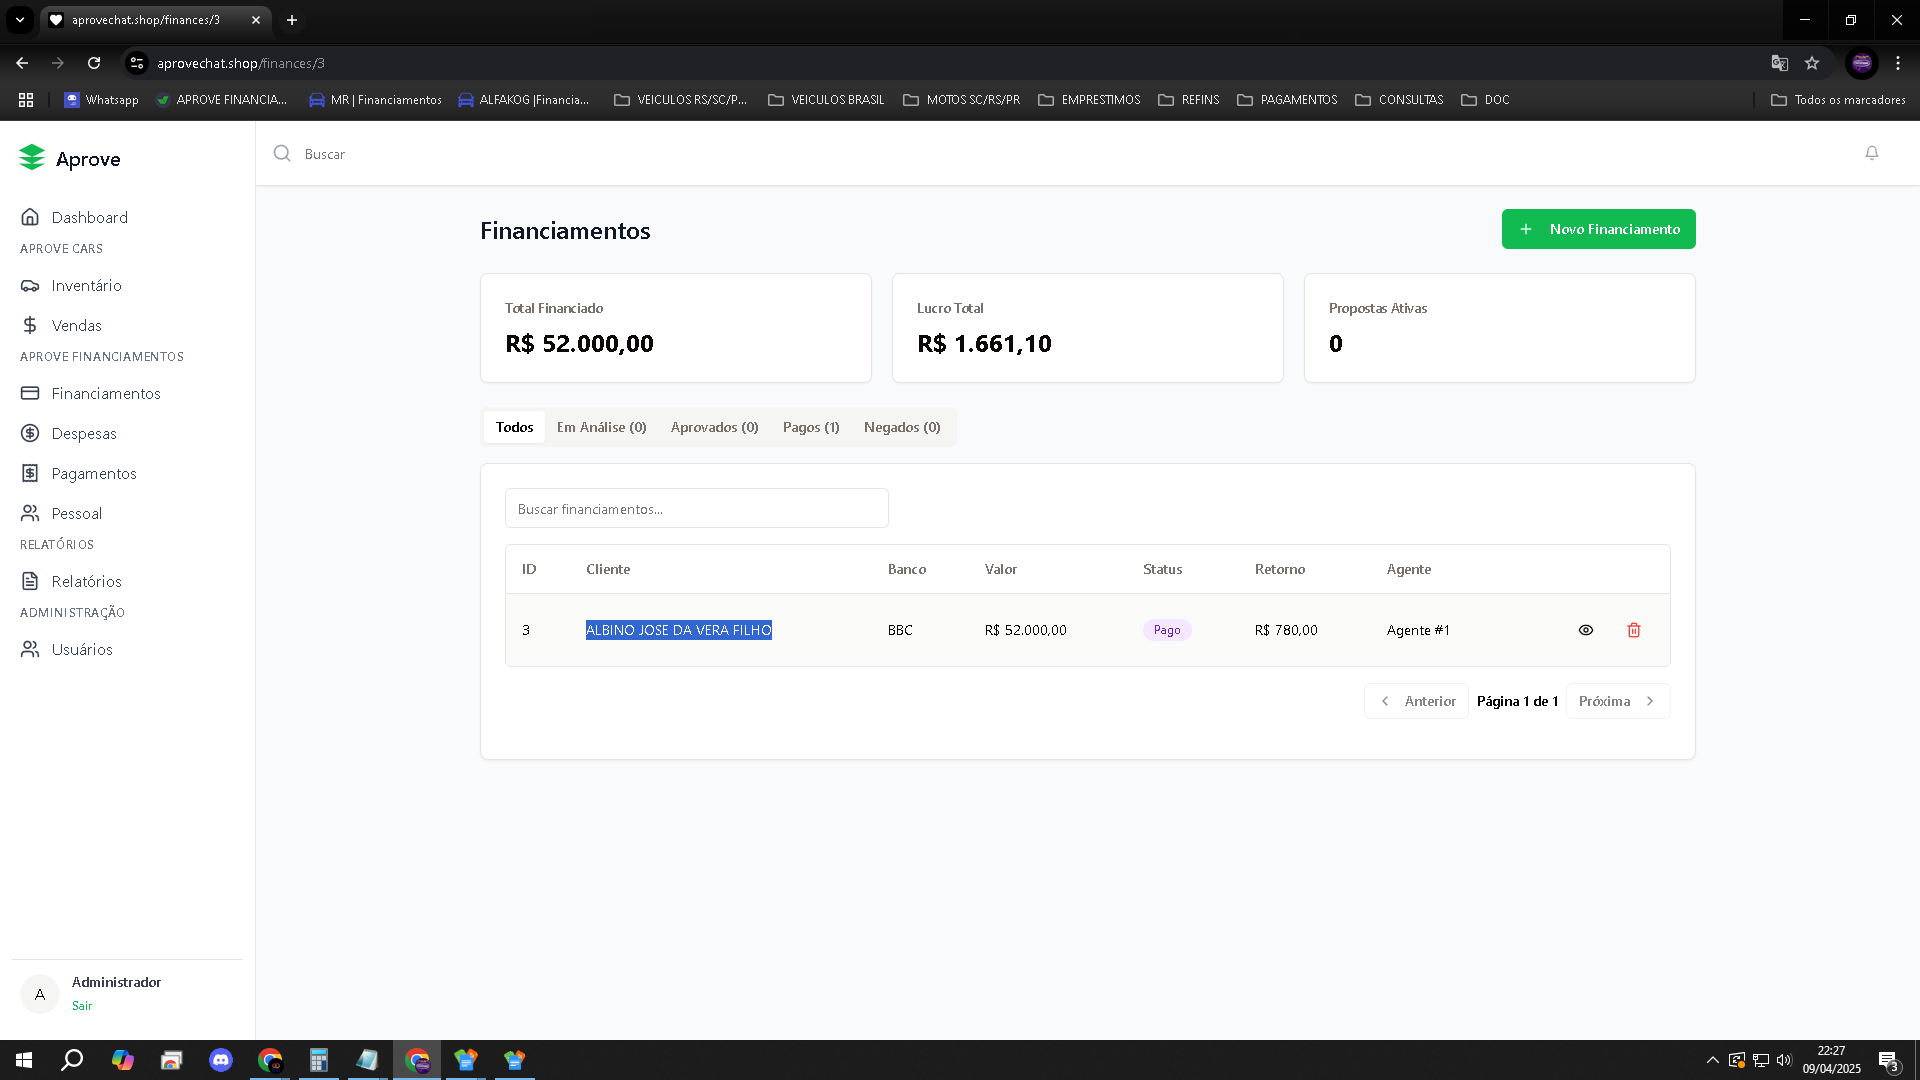 aprovechat.shop/finances/3
aprovechat.shop/finances/3
Whatsapp
APROVE FINANCIA...
MR | Financiamentos
ALFAKOG |Financia...
VEICULOS RS/SC/P...
VEICULOS BRASIL
MOTOS SC/RS/PR
EMPRESTIMOS
REFINS
PAGAMENTOS
CONSULTAS
DOC
Todos os marcadores
Aprove
Buscar
Dashboard
APROVE CARS
Inventário
Vendas
APROVE FINANCIAMENTOS
Financiamentos
Despesas
Pagamentos
Pessoal
RELATÓRIOS
Relatórios
ADMINISTRAÇÃO
Usuários
A
Administrador
Sair
Financiamentos
+ Novo Financiamento
Total Financiado
R$ 52.000,00
Lucro Total
R$ 1.661,10
Propostas Ativas
0
Todos
Em Análise (0)
Aprovados (0)
Pagos (1)
Negados (0)
Buscar financiamentos...
ID Cliente Banco Valor Status Retorno Agente
3 ALBINO JOSE DA VERA FILHO BBC R$ 52.000,00 Pago R$ 780,00 Agente #1
Anterior Página 1 de 1 Próxima
22:27
09/04/2025
3